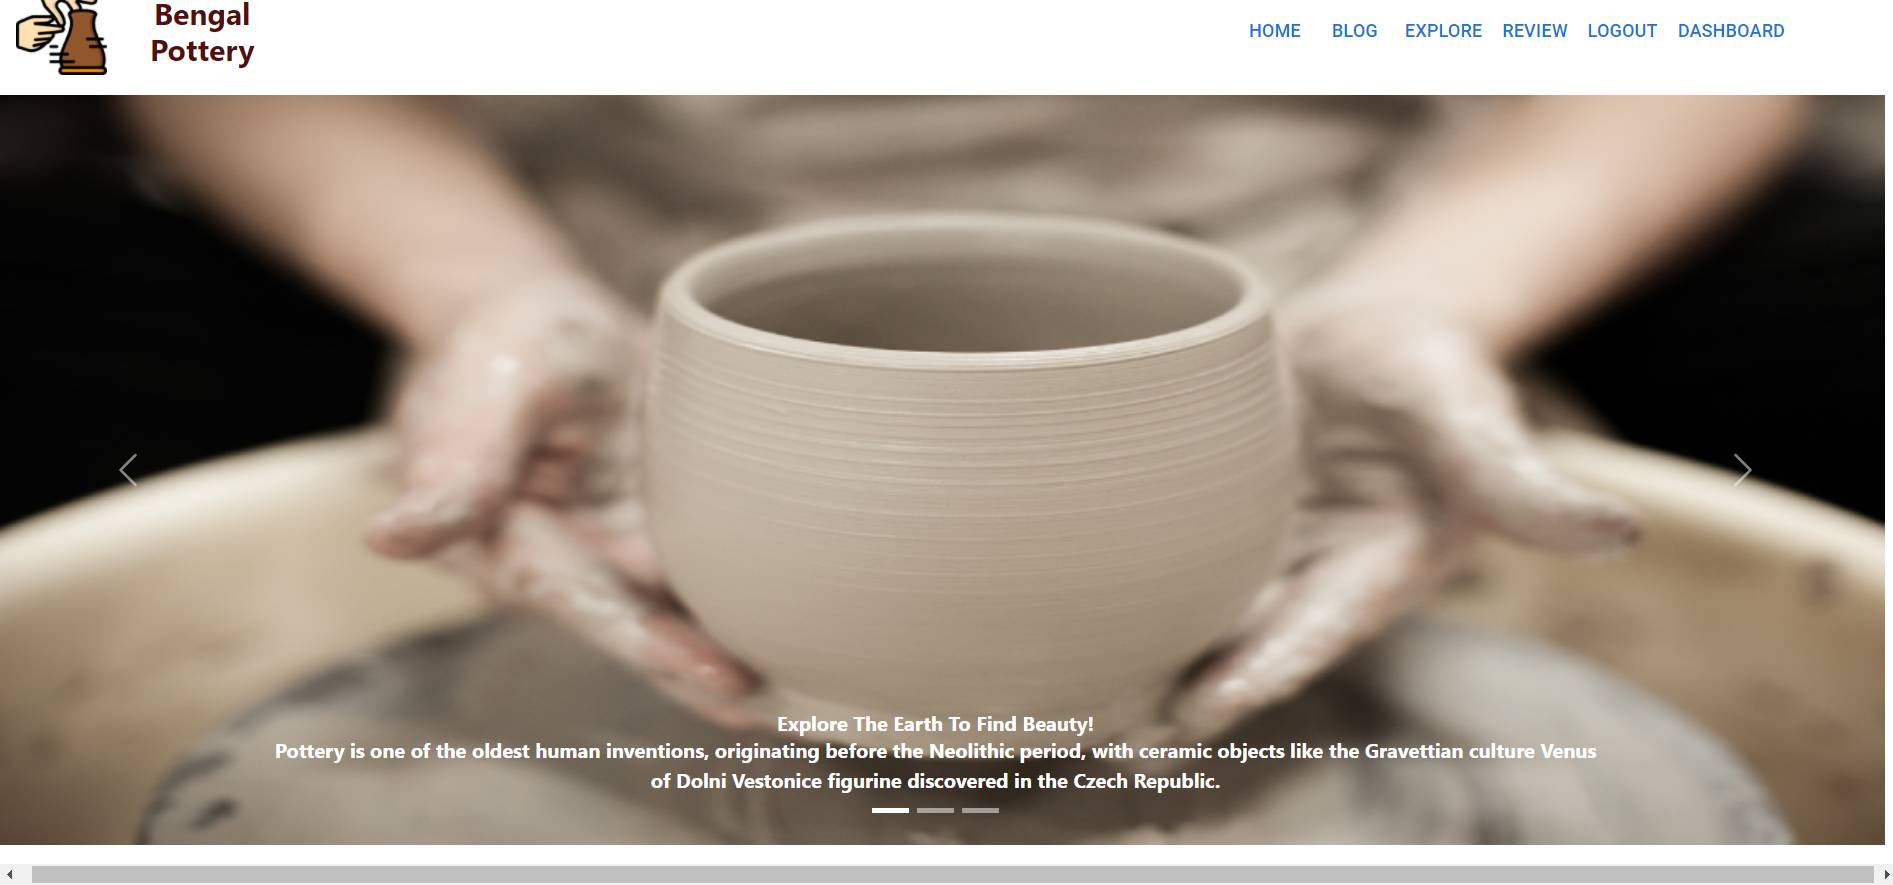 Bengal
Pottery
HOME BLOG EXPLORE REVIEW LOGOUT DASHBOARD
Explore The Earth To Find Beauty!
Pottery is one of the oldest human inventions, originating before the Neolithic period, with ceramic objects like the Gravettian culture Venus
of Dolni Vestonice figurine discovered in the Czech Republic.